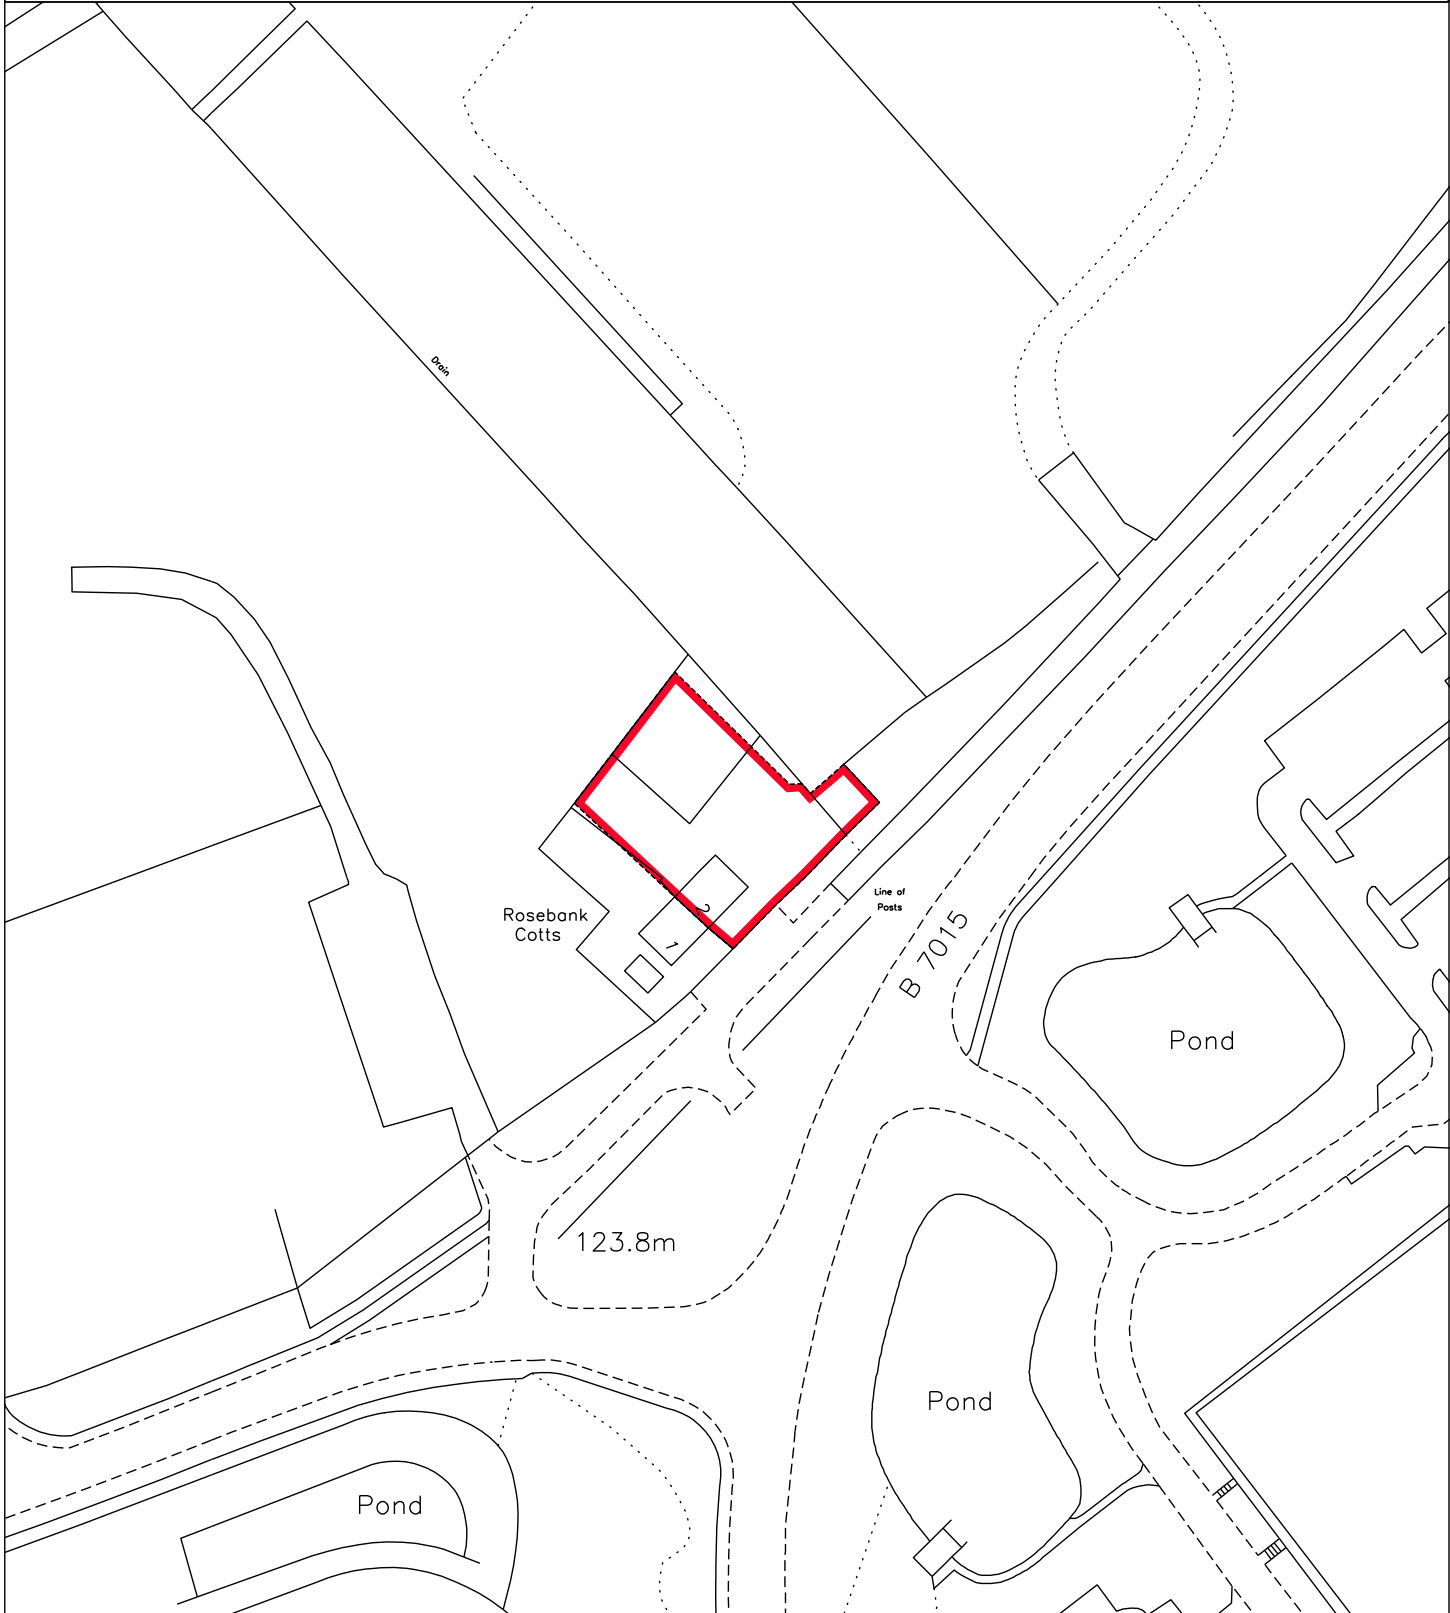 Drain
Line of
Posts
2
Rosebank
Cotts
1
B 7015
Pond
123.8m
Pond
Pond